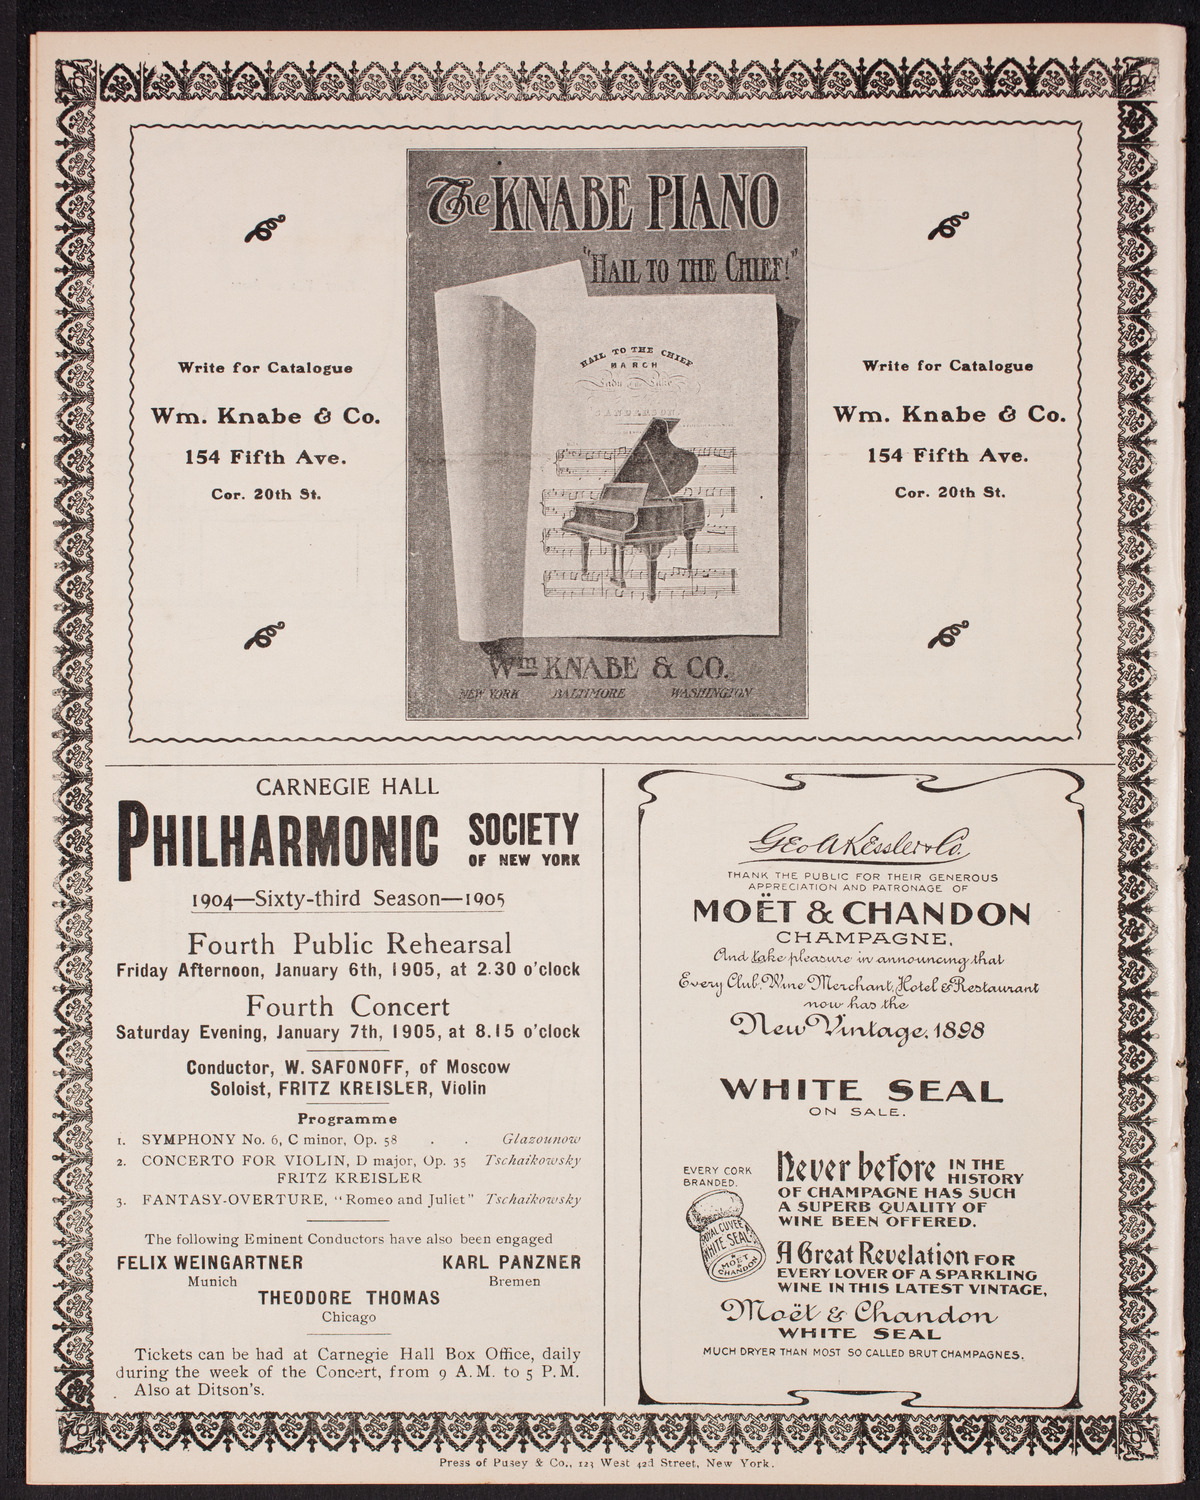 The KNABE PIANO
"HAIL TO THE CHIEF!"
HAIL TO THE CHIEF
MARCH
Lady of the Lake
SANDERSON.
Wm KNABE & CO.
NEW YORK BALTIMORE WASHINGTON
Write for Catalogue
Wm. Knabe & Co.
154 Fifth Ave.
Cor. 20th St.
Write for Catalogue
Wm. Knabe & Co.
154 Fifth Ave.
Cor. 20th St.
CARNEGIE HALL
PHILHARMONIC SOCIETY
OF NEW YORK
1904—Sixty-third Season—1905
Fourth Public Rehearsal
Friday Afternoon, January 6th, 1905, at 2.30 o'clock
Fourth Concert
Saturday Evening, January 7th, 1905, at 8.15 o'clock
Conductor, W. SAFONOFF, of Moscow
Soloist, FRITZ KREISLER, Violin
Programme
1. SYMPHONY No. 6, C minor, Op. 58 . . Glazounow
2. CONCERTO FOR VIOLIN, D major, Op. 35 Tschaikowsky
FRITZ KREISLER
3. FANTASY-OVERTURE, "Romeo and Juliet" Tschaikowsky
The following Eminent Conductors have also been engaged
FELIX WEINGARTNER KARL PANZNER
Munich Bremen
THEODORE THOMAS
Chicago
Tickets can be had at Carnegie Hall Box Office, daily
during the week of the Concert, from 9 A.M. to 5 P.M.
Also at Ditson's.
Geo A Kessler & Co.
THANK THE PUBLIC FOR THEIR GENEROUS
APPRECIATION AND PATRONAGE OF
MOËT & CHANDON
CHAMPAGNE,
And take pleasure in announcing that
Every Club, Wine Merchant, Hotel & Restaurant
now has the
New Vintage, 1898
WHITE SEAL
ON SALE.
EVERY CORK
BRANDED.
WHITE SEAL
MOËT
CHANDON
Never before IN THE
HISTORY
OF CHAMPAGNE HAS SUCH
A SUPERB QUALITY OF
WINE BEEN OFFERED.
A Great Revelation FOR
EVERY LOVER OF A SPARKLING
WINE IN THIS LATEST VINTAGE,
Moët & Chandon
WHITE SEAL
MUCH DRYER THAN MOST SO CALLED BRUT CHAMPAGNES.
Press of Pusey & Co., 123 West 42d Street, New York.